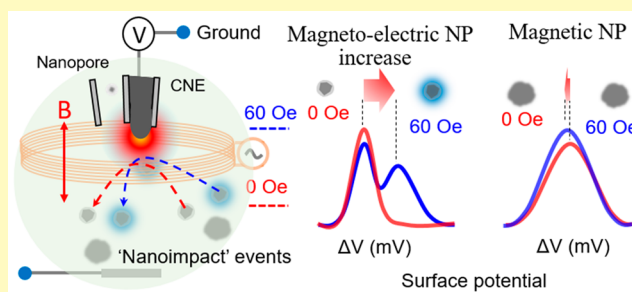 V
Ground
Nanopore
CNE
B
60 Oe
0 Oe
'Nanoimpact' events
Magneto-electric NP
increase
0 Oe
60 Oe
ΔV (mV)
Magnetic NP
0 Oe
60 Oe
ΔV (mV)
Surface potential